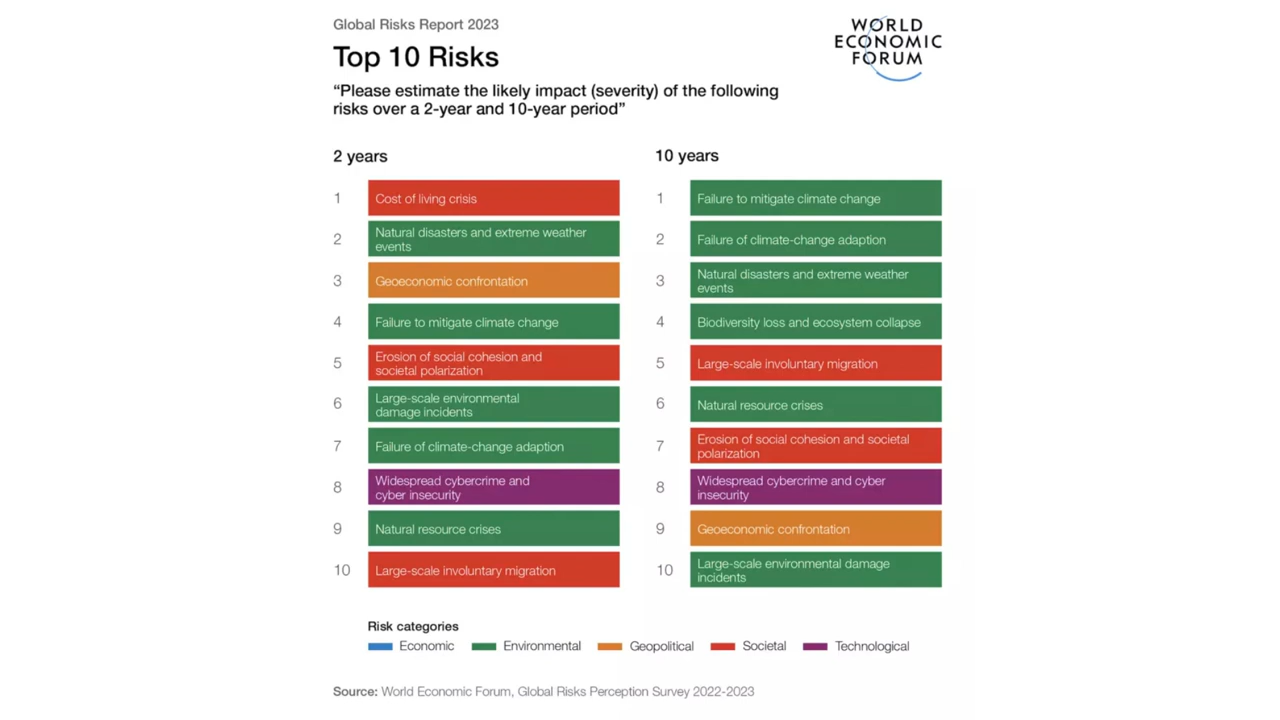 Global Risks Report 2023
WORLD
ECONOMIC
FORUM
Top 10 Risks
“Please estimate the likely impact (severity) of the following
risks over a 2-year and 10-year period”
2 years
1
Cost of living crisis
2
Natural disasters and extreme weather
events
3
Geoeconomic confrontation
4
Failure to mitigate climate change
5
Erosion of social cohesion and
societal polarization
6
Large-scale environmental
damage incidents
7
Failure of climate-change adaption
8
Widespread cybercrime and
cyber insecurity
9
Natural resource crises
10
Large-scale involuntary migration
10 years
1
Failure to mitigate climate change
2
Failure of climate-change adaption
3
Natural disasters and extreme weather
events
4
Biodiversity loss and ecosystem collapse
5
Large-scale involuntary migration
6
Natural resource crises
7
Erosion of social cohesion and societal
polarization
8
Widespread cybercrime and cyber
insecurity
9
Geoeconomic confrontation
10
Large-scale environmental damage
incidents
Risk categories
Economic
Environmental
Geopolitical
Societal
Technological
Source: World Economic Forum, Global Risks Perception Survey 2022-2023